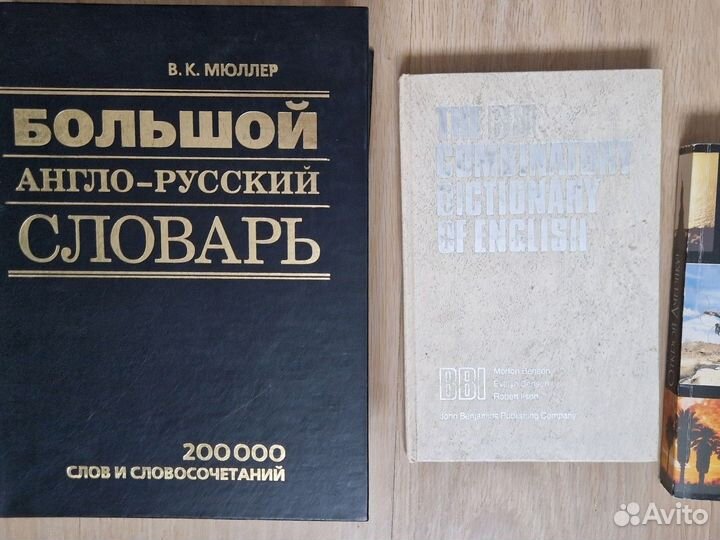 В. К. МЮЛЛЕР
БОЛЬШОЙ
АНГЛО-РУССКИЙ
СЛОВАРЬ
200 000
СЛОВ И СЛОВОСОЧЕТАНИЙ
THE BBI
COMBINATORY
DICTIONARY
OF ENGLISH
BBI
Morton Benson
Evelyn Benson
Robert Ilson
John Benjamins Publishing Company
Avito